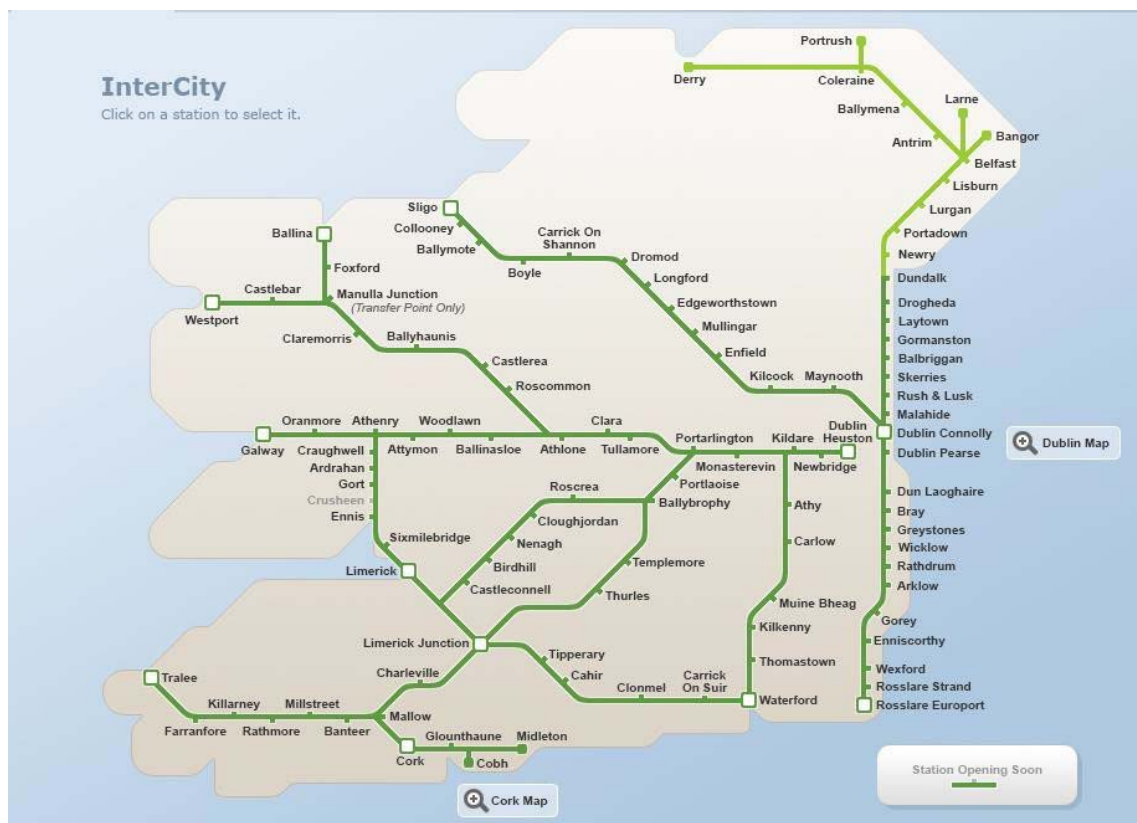 InterCity
Click on a station to select it.
Portrush
Derry
Coleraine
Larne
Ballymena
Bangor
Antrim
Belfast
Lisburn
Lurgan
Portadown
Newry
Sligo
Collooney
Ballymote
Carrick On
Shannon
Boyle
Dromod
Longford
Edgeworthstown
Mullingar
Enfield
Kilcock
Maynooth
Ballina
Foxford
Castlebar
Westport
Manulla Junction
(Transfer Point Only)
Claremorris
Ballyhaunis
Castlerea
Roscommon
Dundalk
Drogheda
Laytown
Gormanston
Balbriggan
Skerries
Rush & Lusk
Malahide
Dublin Connolly
Dublin Pearse
Dublin Map
Oranmore
Athenry
Woodlawn
Clara
Galway
Craughwell
Attymon
Ballinasloe
Athlone
Tullamore
Portarlington
Kildare
Dublin
Heuston
Monasterevin
Newbridge
Ardrahan
Gort
Crusheen
Ennis
Portlaoise
Roscrea
Ballybrophy
Cloughjordan
Nenagh
Birdhill
Castleconnell
Sixmilebridge
Limerick
Templemore
Thurles
Athy
Carlow
Muine Bheag
Kilkenny
Thomastown
Waterford
Dun Laoghaire
Bray
Greystones
Wicklow
Rathdrum
Arklow
Gorey
Enniscorthy
Wexford
Rosslare Strand
Rosslare Europort
Limerick Junction
Tipperary
Cahir
Clonmel
Carrick
On Suir
Charleville
Tralee
Killarney
Millstreet
Mallow
Farranfore
Rathmore
Banteer
Glounthaune
Midleton
Cork
Cobh
Cork Map
Station Opening Soon